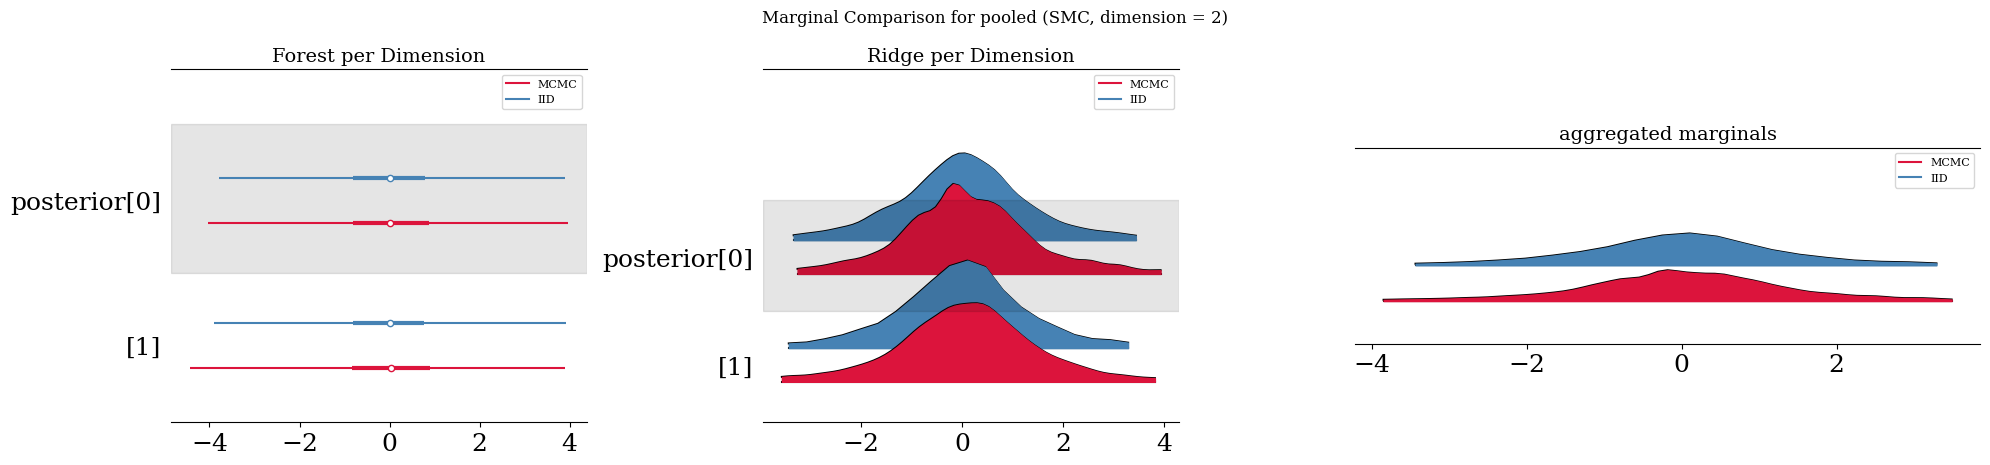 Marginal Comparison for pooled (SMC, dimension = 2)
Forest per Dimension
MCMC
IID
posterior[0]
[1]
−4 −2 0 2 4
Ridge per Dimension
MCMC
IID
posterior[0]
[1]
−2 0 2 4
aggregated marginals
MCMC
IID
−4 −2 0 2